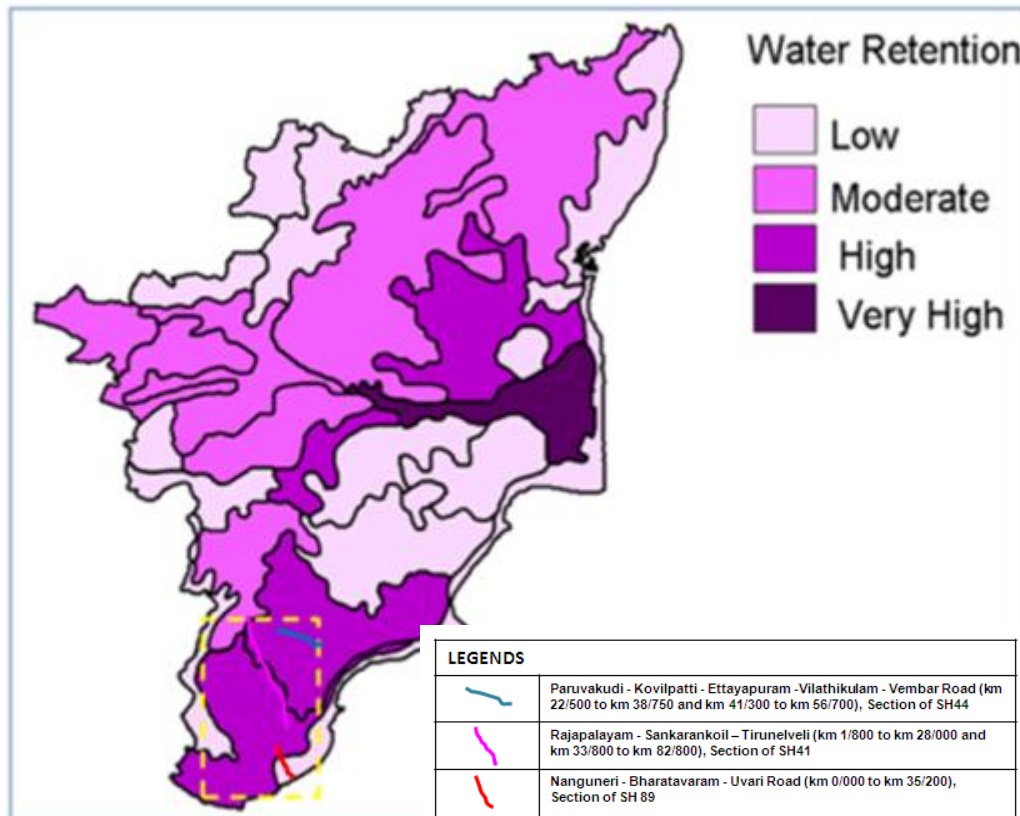 Water Retention
Low
Moderate
High
Very High
LEGENDS
Paruvakudi - Kovilpatti - Ettayapuram -Vilathikulam - Vembar Road (km
22/500 to km 38/750 and km 41/300 to km 56/700), Section of SH44
Rajapalayam - Sankarankoil – Tirunelveli (km 1/800 to km 28/000 and
km 33/800 to km 82/800), Section of SH41
Nanguneri - Bharatavaram - Uvari Road (km 0/000 to km 35/200),
Section of SH 89